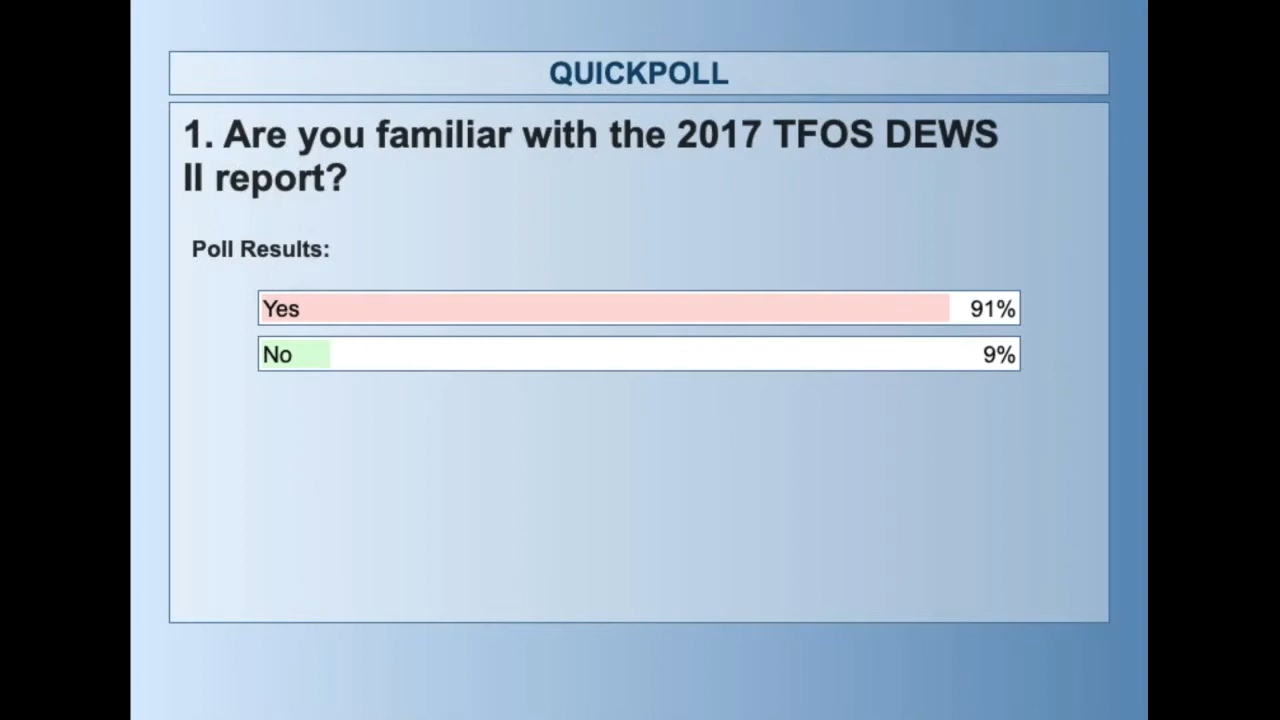 QUICKPOLL
1. Are you familiar with the 2017 TFOS DEWS
II report?
Poll Results:
Yes 91%
No 9%